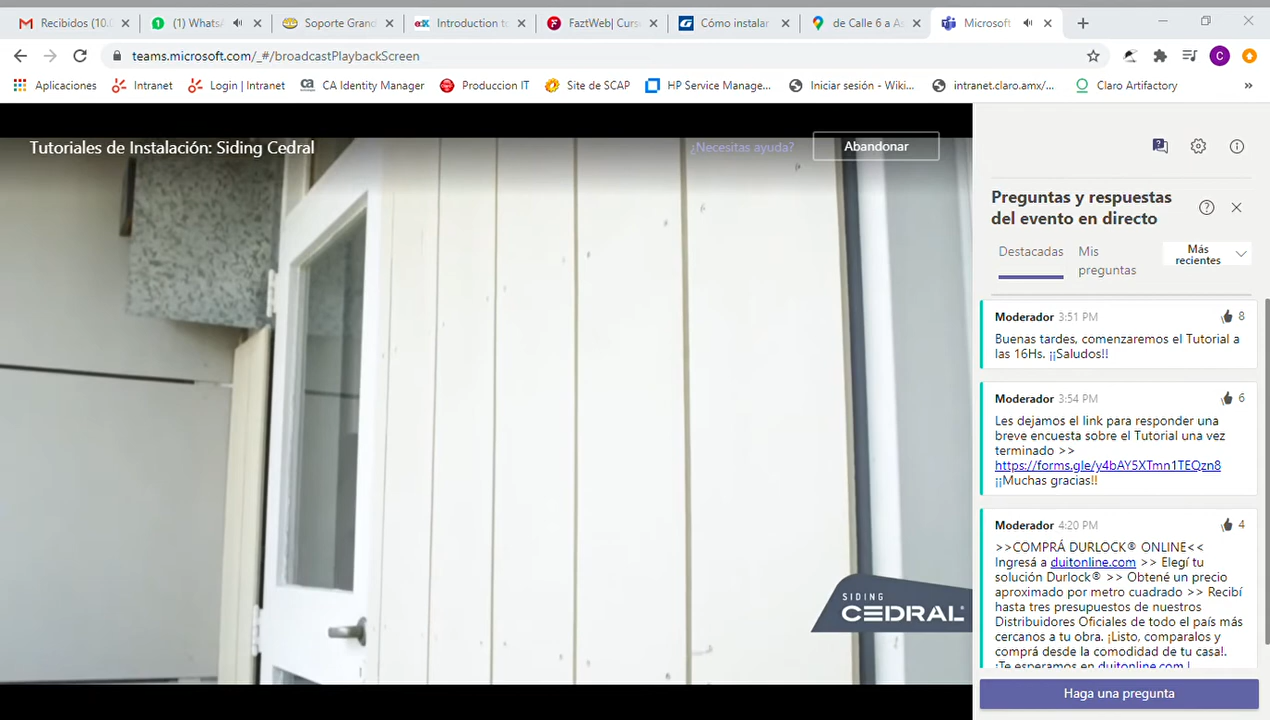 Recibidos (10.0
(1) Whats
Soporte Grand
Introduction to
FaztWeb| Curs
Cómo instalar
de Calle 6 a As
Microsoft
teams.microsoft.com/_#/broadcastPlaybackScreen
Aplicaciones
Intranet
Login | Intranet
CA Identity Manager
Produccion IT
Site de SCAP
HP Service Manage...
Iniciar sesión - Wiki...
intranet.claro.amx/...
Claro Artifactory
Tutoriales de Instalación: Siding Cedral
¿Necesitas ayuda?
Abandonar
SIDING
CEDRAL
Preguntas y respuestas
del evento en directo
Destacadas
Mis
preguntas
Más
recientes
Moderador 3:51 PM 8
Buenas tardes, comenzaremos el Tutorial a
las 16Hs. ¡¡Saludos!!
Moderador 3:54 PM 6
Les dejamos el link para responder una
breve encuesta sobre el Tutorial una vez
terminado >>
https://forms.gle/y4bAY5XTmn1TEQzn8
¡¡Muchas gracias!!
Moderador 4:20 PM 4
>>COMPRÁ DURLOCK® ONLINE<<
Ingresá a duitonline.com >> Elegí tu
solución Durlock® >> Obtené un precio
aproximado por metro cuadrado >> Recibí
hasta tres presupuestos de nuestros
Distribuidores Oficiales de todo el país más
cercanos a tu obra. ¡Listo, comparalos y
comprá desde la comodidad de tu casa!.
¡Te esperamos en duitonline.com |
Haga una pregunta